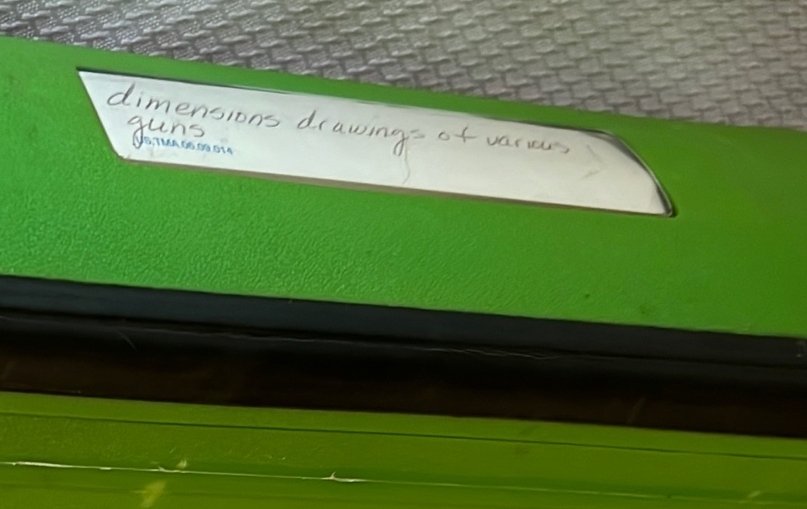 dimensions drawings of various
guns
US.TMA.06.09.014